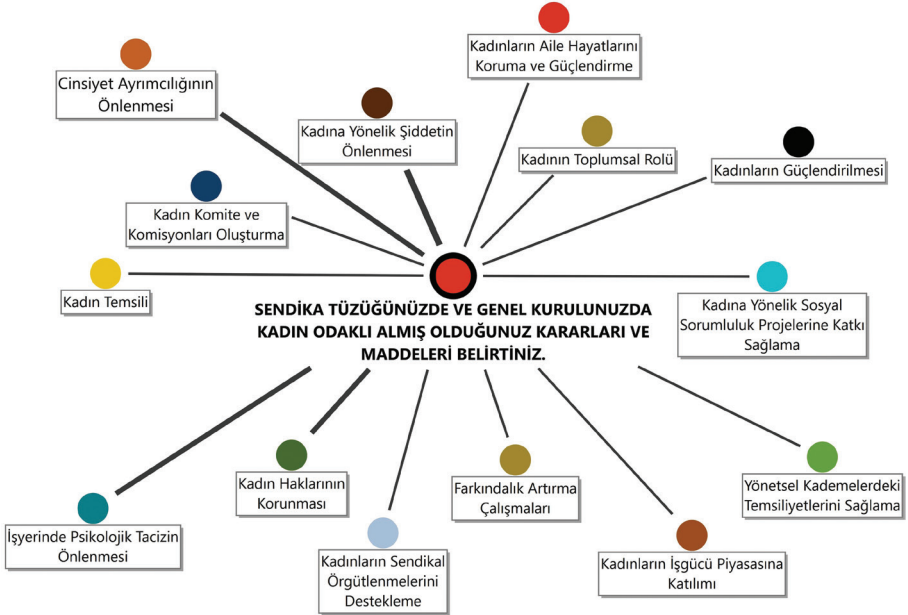 Kadınların Aile Hayatlarını
Koruma ve Güçlendirme
Cinsiyet Ayrımcılığının
Önlenmesi
Kadına Yönelik Şiddetin
Önlenmesi
Kadının Toplumsal Rolü
Kadınların Güçlendirilmesi
Kadın Komite ve
Komisyonları Oluşturma
Kadın Temsili
Kadına Yönelik Sosyal
Sorumluluk Projelerine Katkı
Sağlama
SENDİKA TÜZÜĞÜNÜZDE VE GENEL KURULUNUZDA
KADIN ODAKLI ALMIŞ OLDUĞUNUZ KARARLARI VE
MADDELERİ BELİRTİNİZ.
Kadın Haklarının
Korunması
Farkındalık Artırma
Çalışmaları
Yönetsel Kademelerdeki
Temsiliyetlerini Sağlama
İşyerinde Psikolojik Tacizin
Önlenmesi
Kadınların Sendikal
Örgütlenmelerini
Destekleme
Kadınların İşgücü Piyasasına
Katılımı